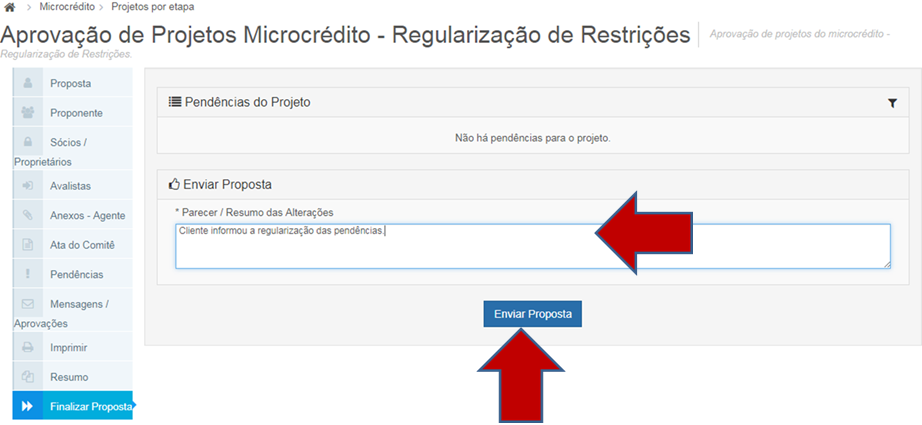 Microcrédito > Projetos por etapa
Aprovação de Projetos Microcrédito - Regularização de Restrições
Aprovação de projetos do microcrédito -
Regularização de Restrições.
Proposta
Proponente
Sócios /
Proprietários
Avalistas
Anexos - Agente
Ata do Comitê
Pendências
Mensagens /
Aprovações
Imprimir
Resumo
Finalizar Proposta
Pendências do Projeto
Não há pendências para o projeto.
Enviar Proposta
* Parecer / Resumo das Alterações
Cliente informou a regularização das pendências.
Enviar Proposta